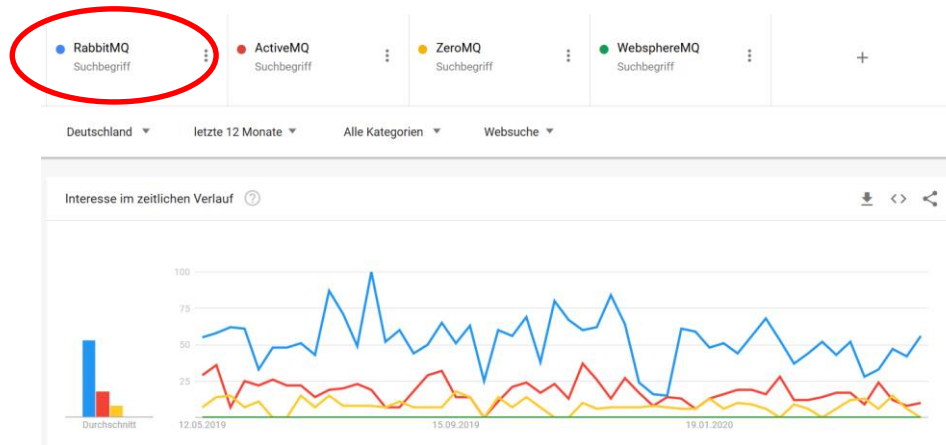 RabbitMQ
Suchbegriff
ActiveMQ
Suchbegriff
ZeroMQ
Suchbegriff
WebsphereMQ
Suchbegriff
+
Deutschland letzte 12 Monate Alle Kategorien Websuche
Interesse im zeitlichen Verlauf ?
100
75
50
25
Durchschnitt
12.05.2019 15.09.2019 19.01.2020